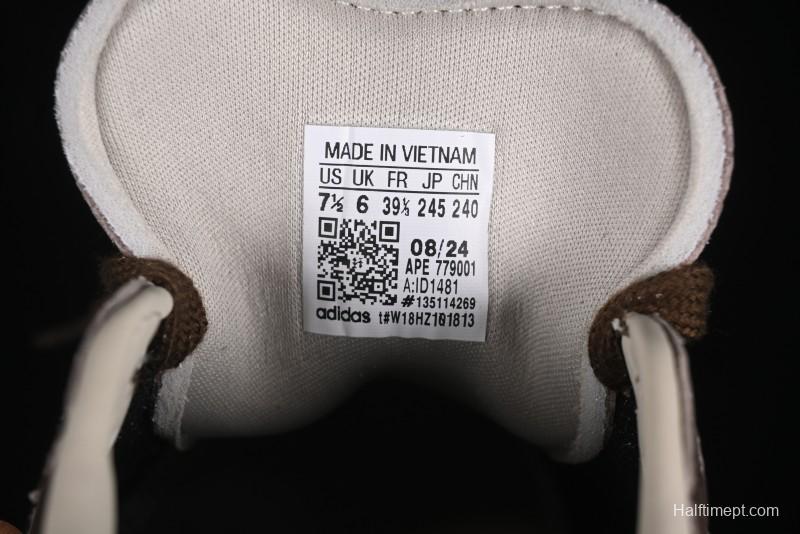 MADE IN VIETNAM
US UK FR JP CHN
7½ 6 39⅓ 245 240
08/24
APE 779001
A:ID1481
#135114269
adidas t#W18HZ101813
Halftimept.com